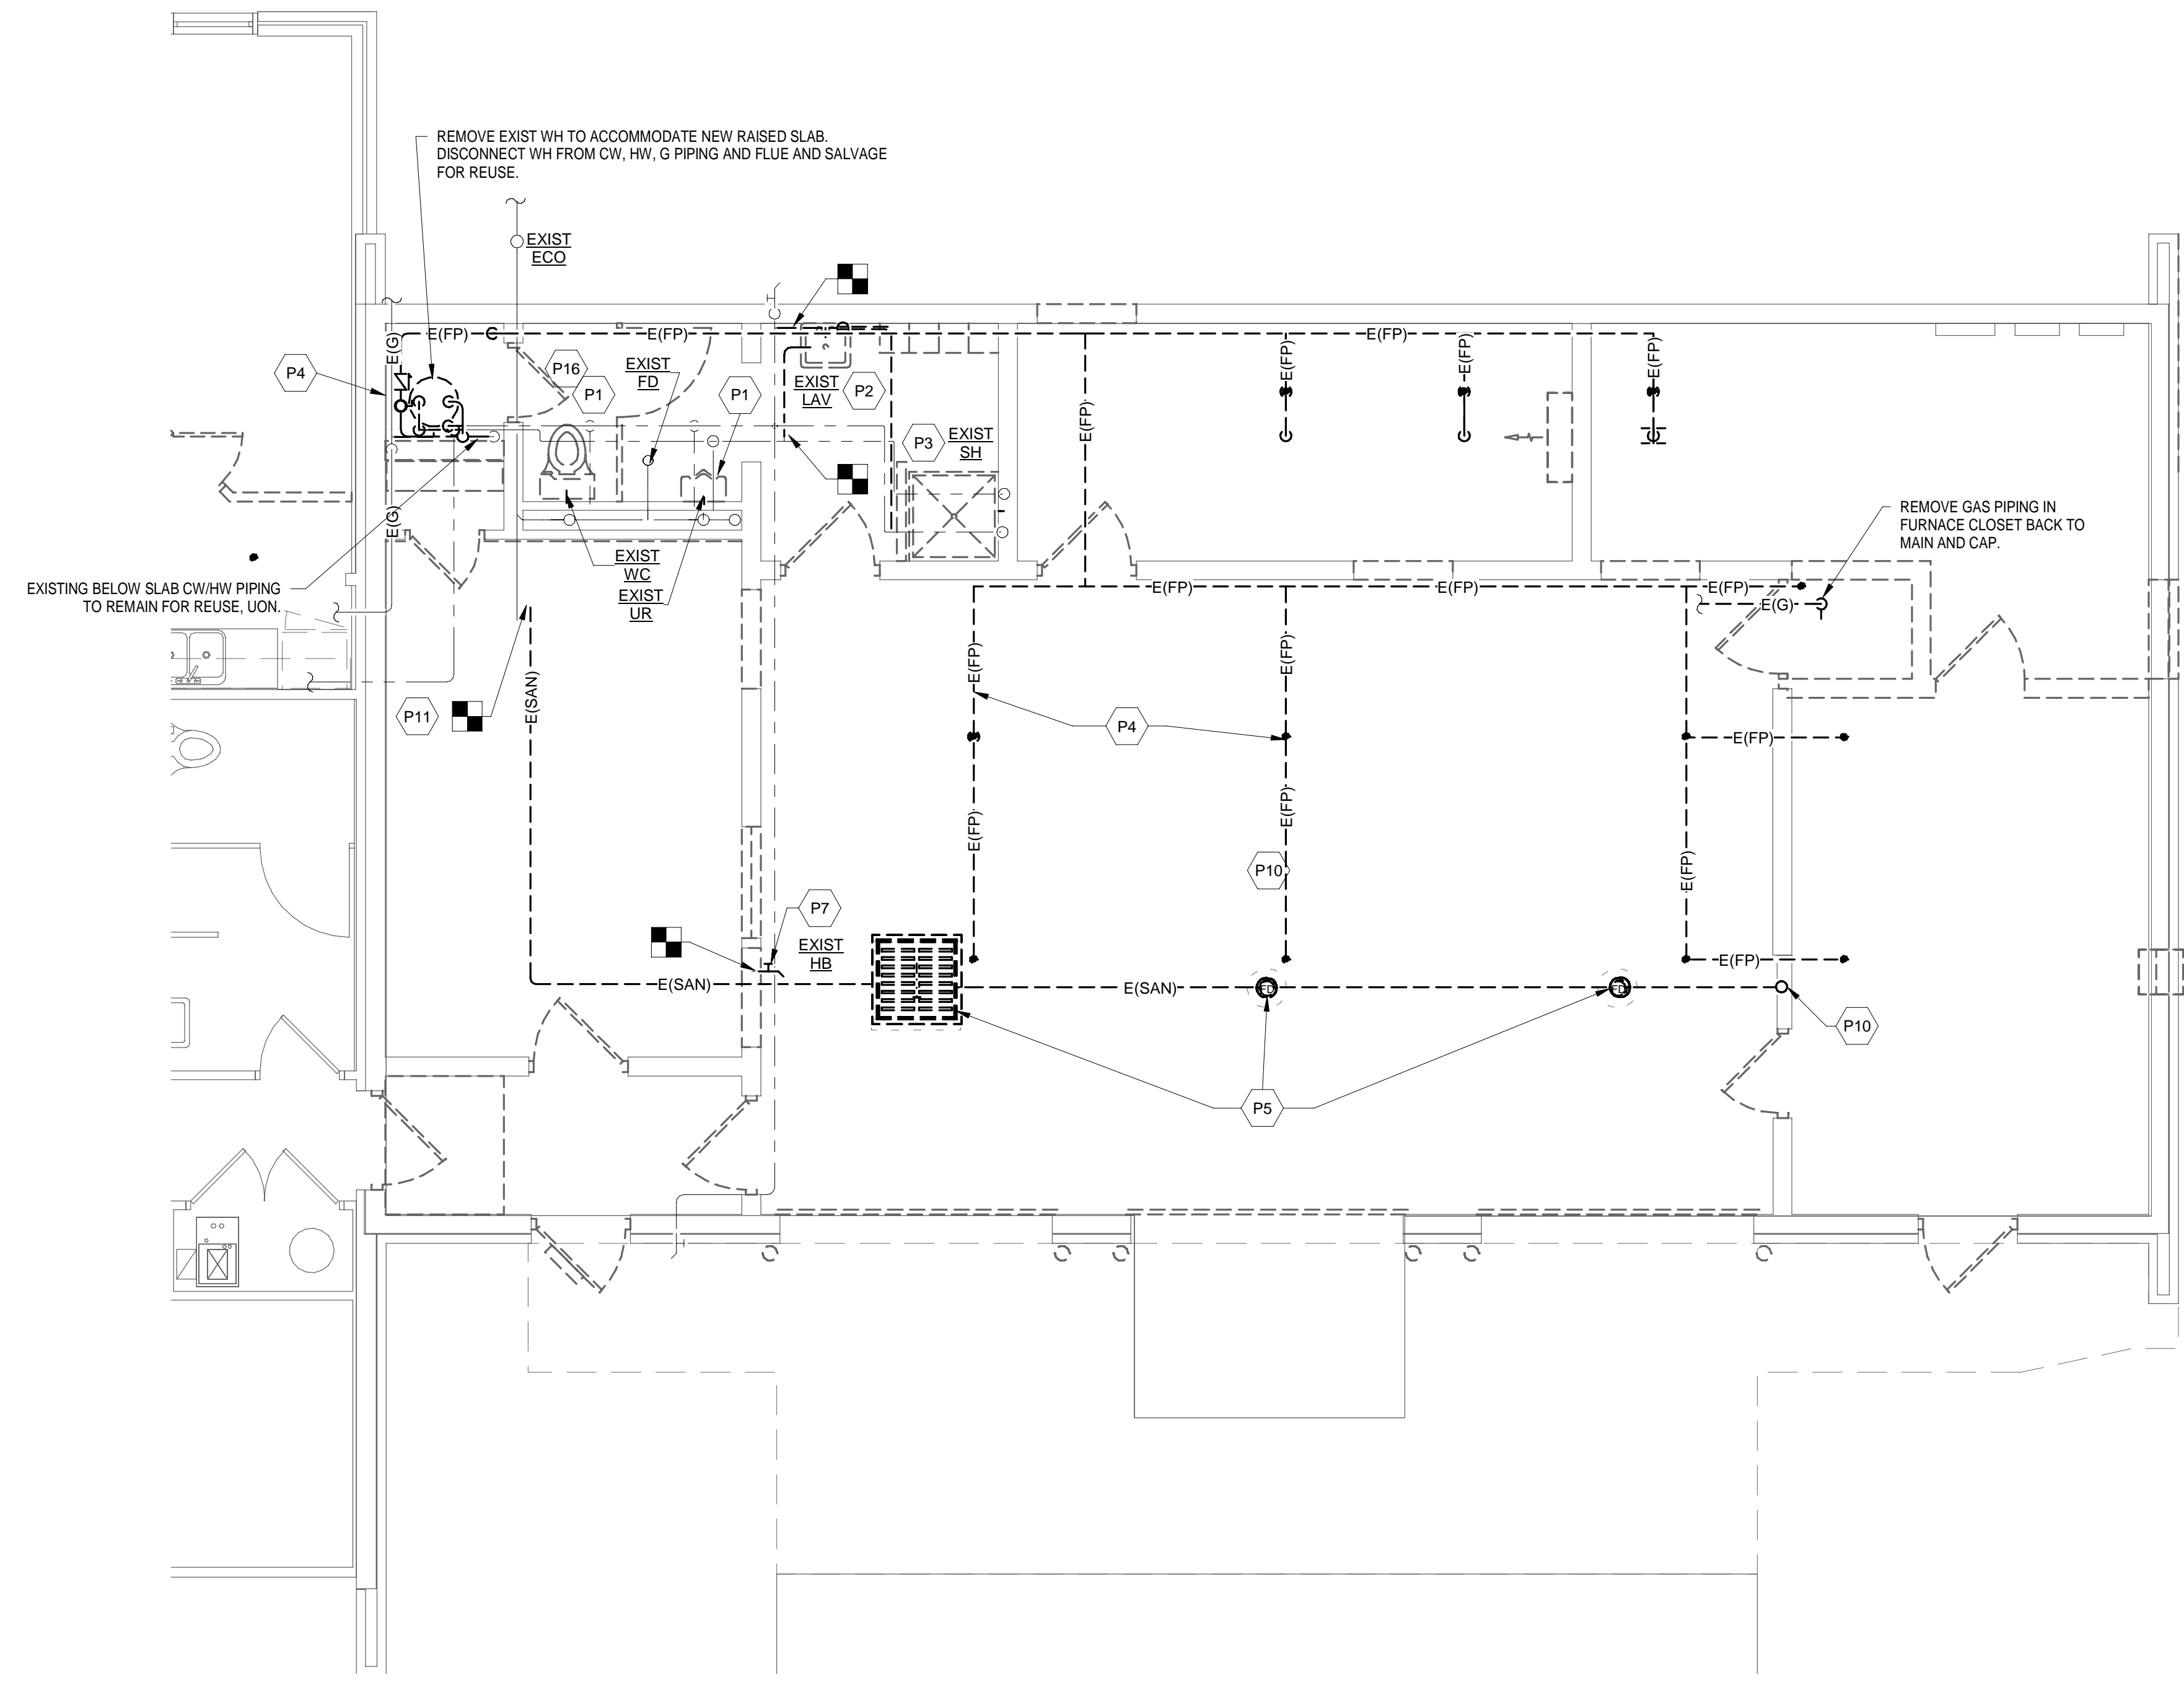 REMOVE EXIST WH TO ACCOMMODATE NEW RAISED SLAB.
DISCONNECT WH FROM CW, HW, G PIPING AND FLUE AND SALVAGE
FOR REUSE.
EXIST
ECO
E(FP)
E(FP)
E(FP)
E(G)
P4
P16
P1
EXIST
FD
P1
EXIST
LAV
P2
P3
EXIST
SH
E(FP)
E(FP)
E(FP)
E(FP)
E(G)
EXIST
WC
EXIST
UR
EXISTING BELOW SLAB CW/HW PIPING
TO REMAIN FOR REUSE, UON.
REMOVE GAS PIPING IN
FURNACE CLOSET BACK TO
MAIN AND CAP.
E(FP)
E(FP)
E(FP)
E(G)
E(FP)
E(FP)
P11
E(SAN)
P4
E(FP)
E(FP)
E(FP)
E(FP)
P10
P7
EXIST
HB
E(FP)
E(SAN)
E(SAN)
FD
FD
P10
P5